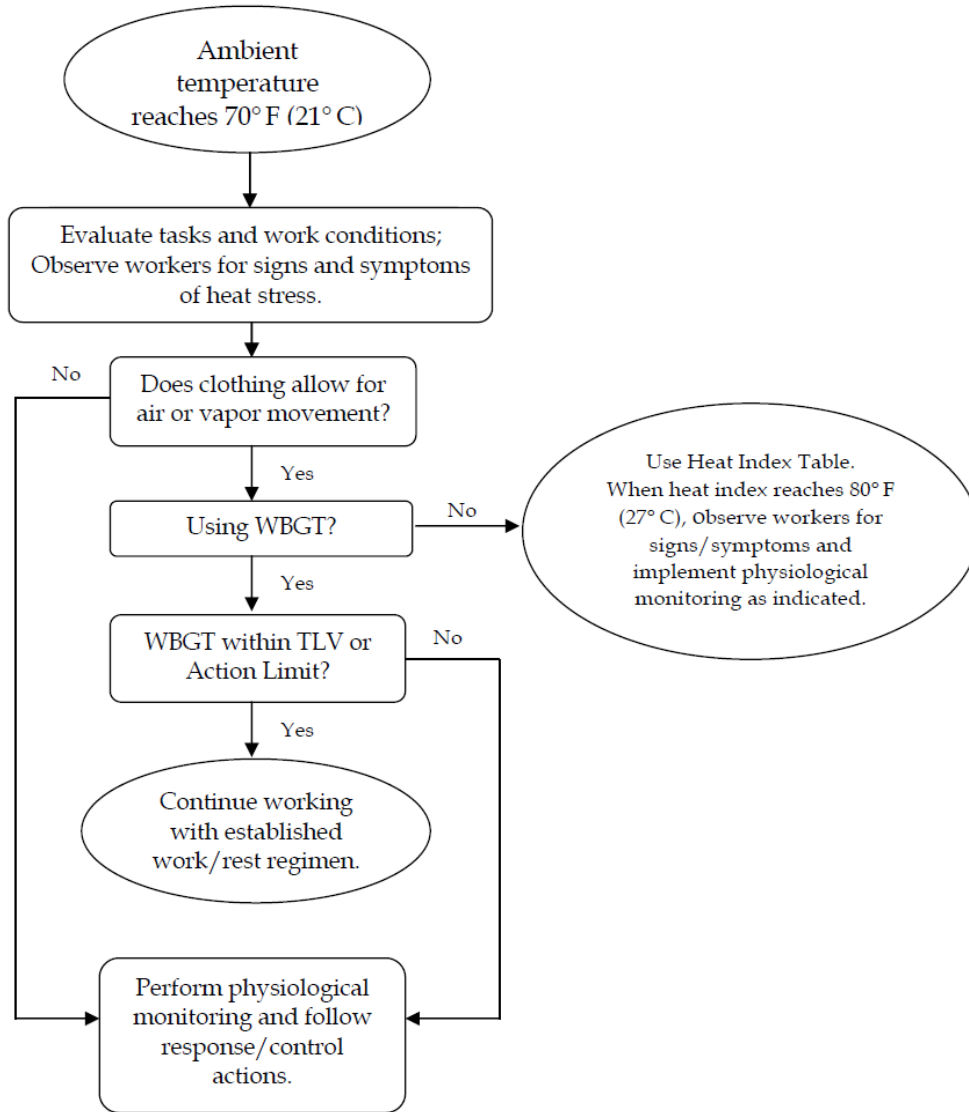 Ambient
temperature
reaches 70° F (21° C)
Evaluate tasks and work conditions;
Observe workers for signs and symptoms
of heat stress.
No
Does clothing allow for
air or vapor movement?
Yes
Using WBGT?
No
Use Heat Index Table.
When heat index reaches 80° F
(27° C), Observe workers for
signs/symptoms and
implement physiological
monitoring as indicated.
Yes
WBGT within TLV or
Action Limit?
No
Yes
Continue working
with established
work/rest regimen.
Perform physiological
monitoring and follow
response/control
actions.